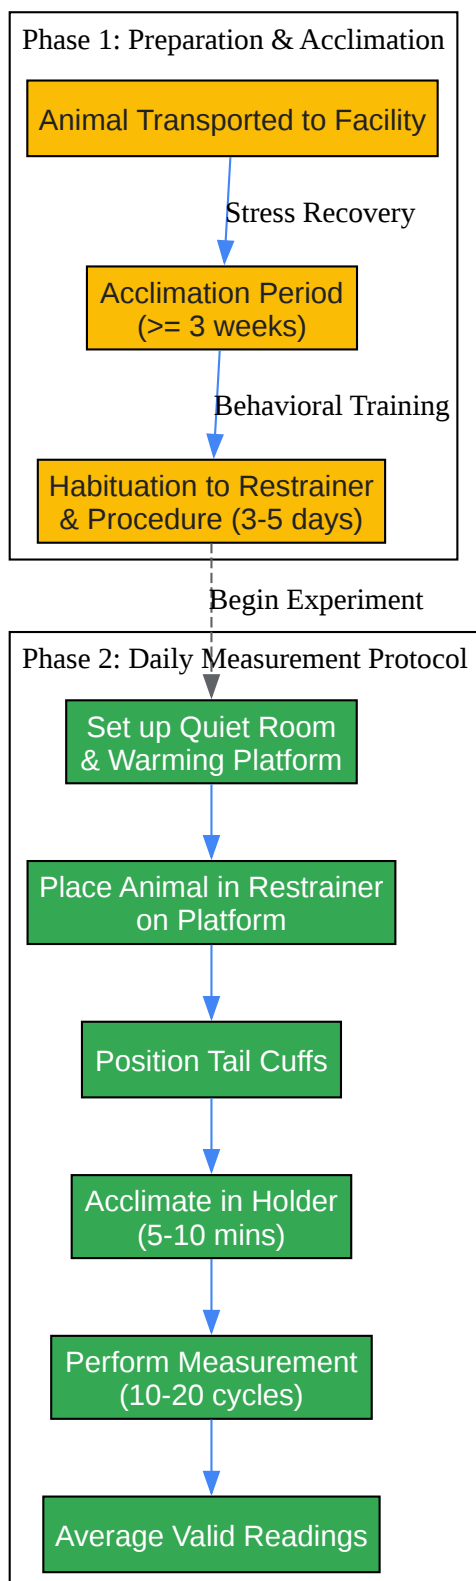 Phase 1: Preparation & Acclimation
Animal Transported to Facility
Stress Recovery
Acclimation Period
(>= 3 weeks)
Behavioral Training
Habituation to Restrainer
& Procedure (3-5 days)
Begin Experiment
Phase 2: Daily Measurement Protocol
Set up Quiet Room
& Warming Platform
Place Animal in Restrainer
on Platform
Position Tail Cuffs
Acclimate in Holder
(5-10 mins)
Perform Measurement
(10-20 cycles)
Average Valid Readings